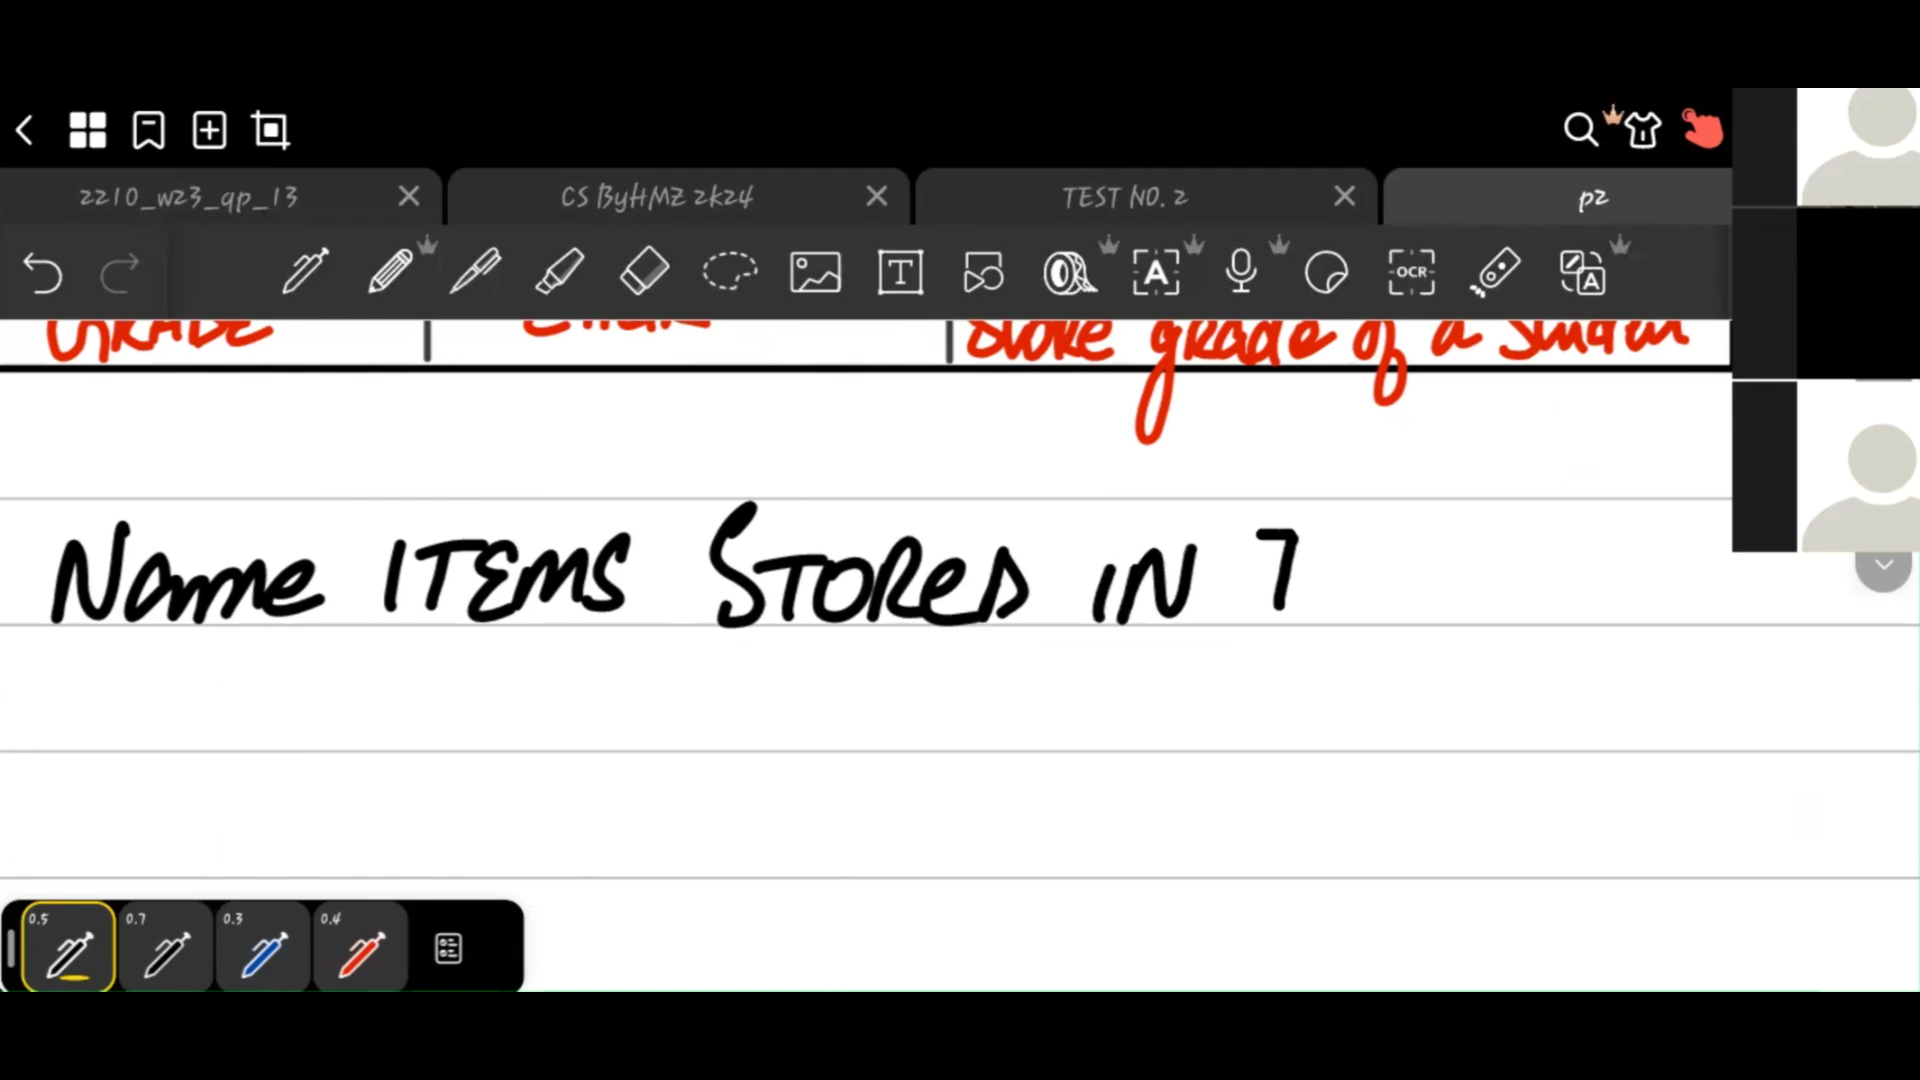 2210_w23_qp_13
CS ByHMZ 2k24
TEST NO. 2
p2
T
A
OCR
A
GRADE
store grade of a
Name ITEMS STORED IN 7
0.5
0.7
0.3
0.4